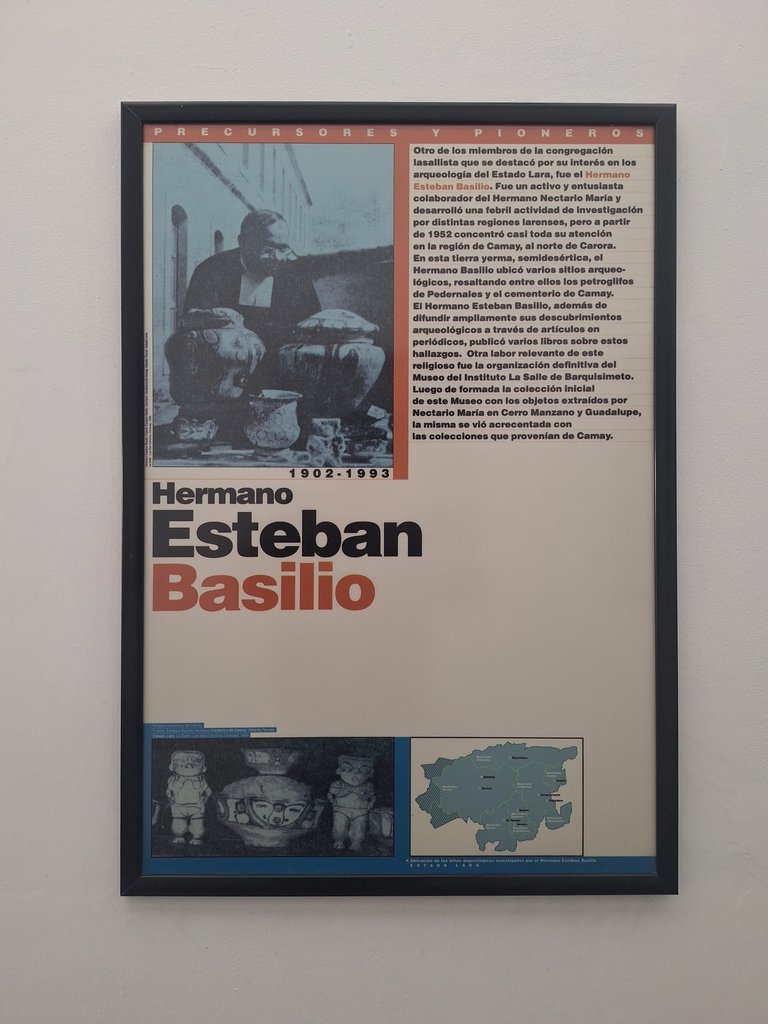 PRECURSORES Y PIONEROS
Otro de los miembros de la congregación
lasallista que se destacó por su interés en los
arqueología del Estado Lara, fue el Hermano
Esteban Basilio. Fue un activo y entusiasta
colaborador del Hermano Nectario María y
desarrolló una febril actividad de investigación
por distintas regiones larenses, pero a partir
de 1952 concentró casi toda su atención
en la región de Camay, al norte de Carora.
En esta tierra yerma, semidesértica, el
Hermano Basilio ubicó varios sitios arqueo-
lógicos, resaltando entre ellos los petroglifos
de Pedernales y el cementerio de Camay.
El Hermano Esteban Basilio, además de
difundir ampliamente sus descubrimientos
arqueológicos a través de artículos en
periódicos, publicó varios libros sobre estos
hallazgos. Otra labor relevante de este
religioso fue la organización definitiva del
Museo del Instituto La Salle de Barquisimeto.
Luego de formada la colección inicial
de este Museo con los objetos extraídos por
Nectario María en Cerro Manzano y Guadalupe,
la misma se vió acrecentada con
las colecciones que provenían de Camay.
1902-1993
Hermano
Esteban
Basilio
Camay
Carora
Ubicación de los sitios arqueológicos investigados por el Hermano Esteban Basilio
ESTADO LARA